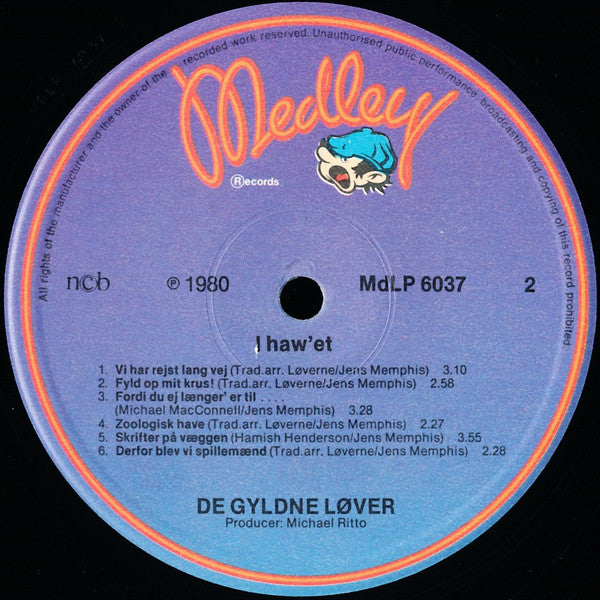 All rights of the manufacturer and the owner of the recorded work reserved. Unauthorised public performance, broadcasting and copying of this record prohibited.
Medley
Records
ncb
℗ 1980
MdLP 6037
2
I haw'et
1. Vi har rejst lang vej (Trad.arr. Løverne/Jens Memphis) 3.10
2. Fyld op mit krus! (Trad.arr. Løverne/Jens Memphis) 2.58
3. Fordi du ej længer' er til ....
(Michael MacConnell/Jens Memphis) 3.28
4. Zoologisk have (Trad.arr. Løverne/Jens Memphis) 2.27
5. Skrifter på væggen (Hamish Henderson/Jens Memphis) 3.55
6. Derfor blev vi spillemænd (Trad.arr. Løverne/Jens Memphis) 2.28
DE GYLDNE LØVER
Producer: Michael Ritto